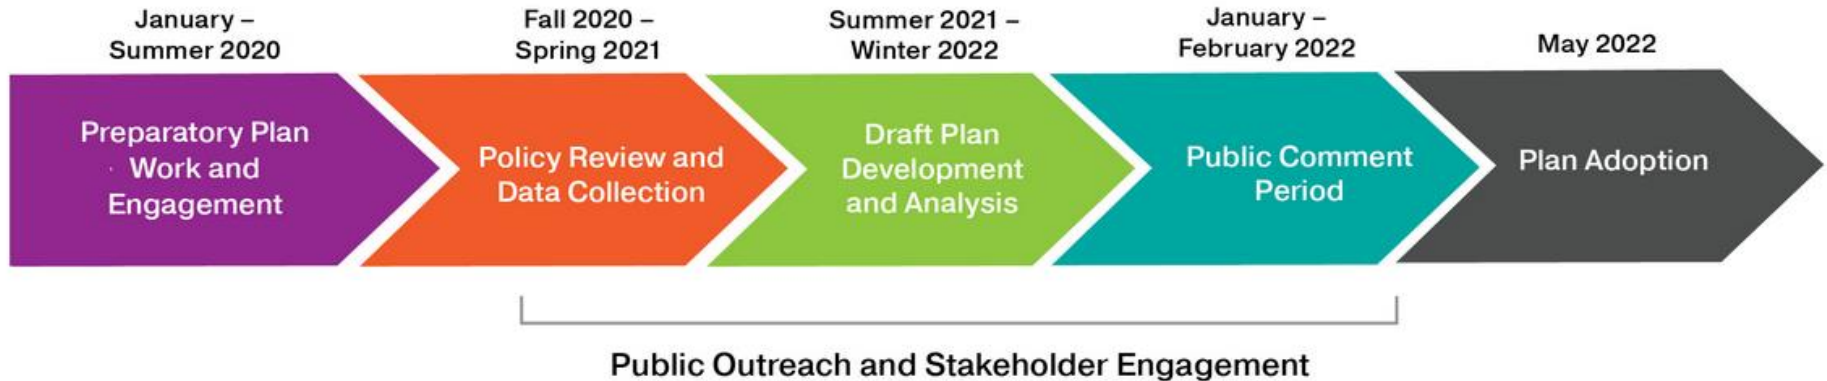 January –
Summer 2020
Fall 2020 –
Spring 2021
Summer 2021 –
Winter 2022
January –
February 2022
May 2022
Preparatory Plan
Work and
Engagement
Policy Review and
Data Collection
Draft Plan
Development
and Analysis
Public Comment
Period
Plan Adoption
Public Outreach and Stakeholder Engagement